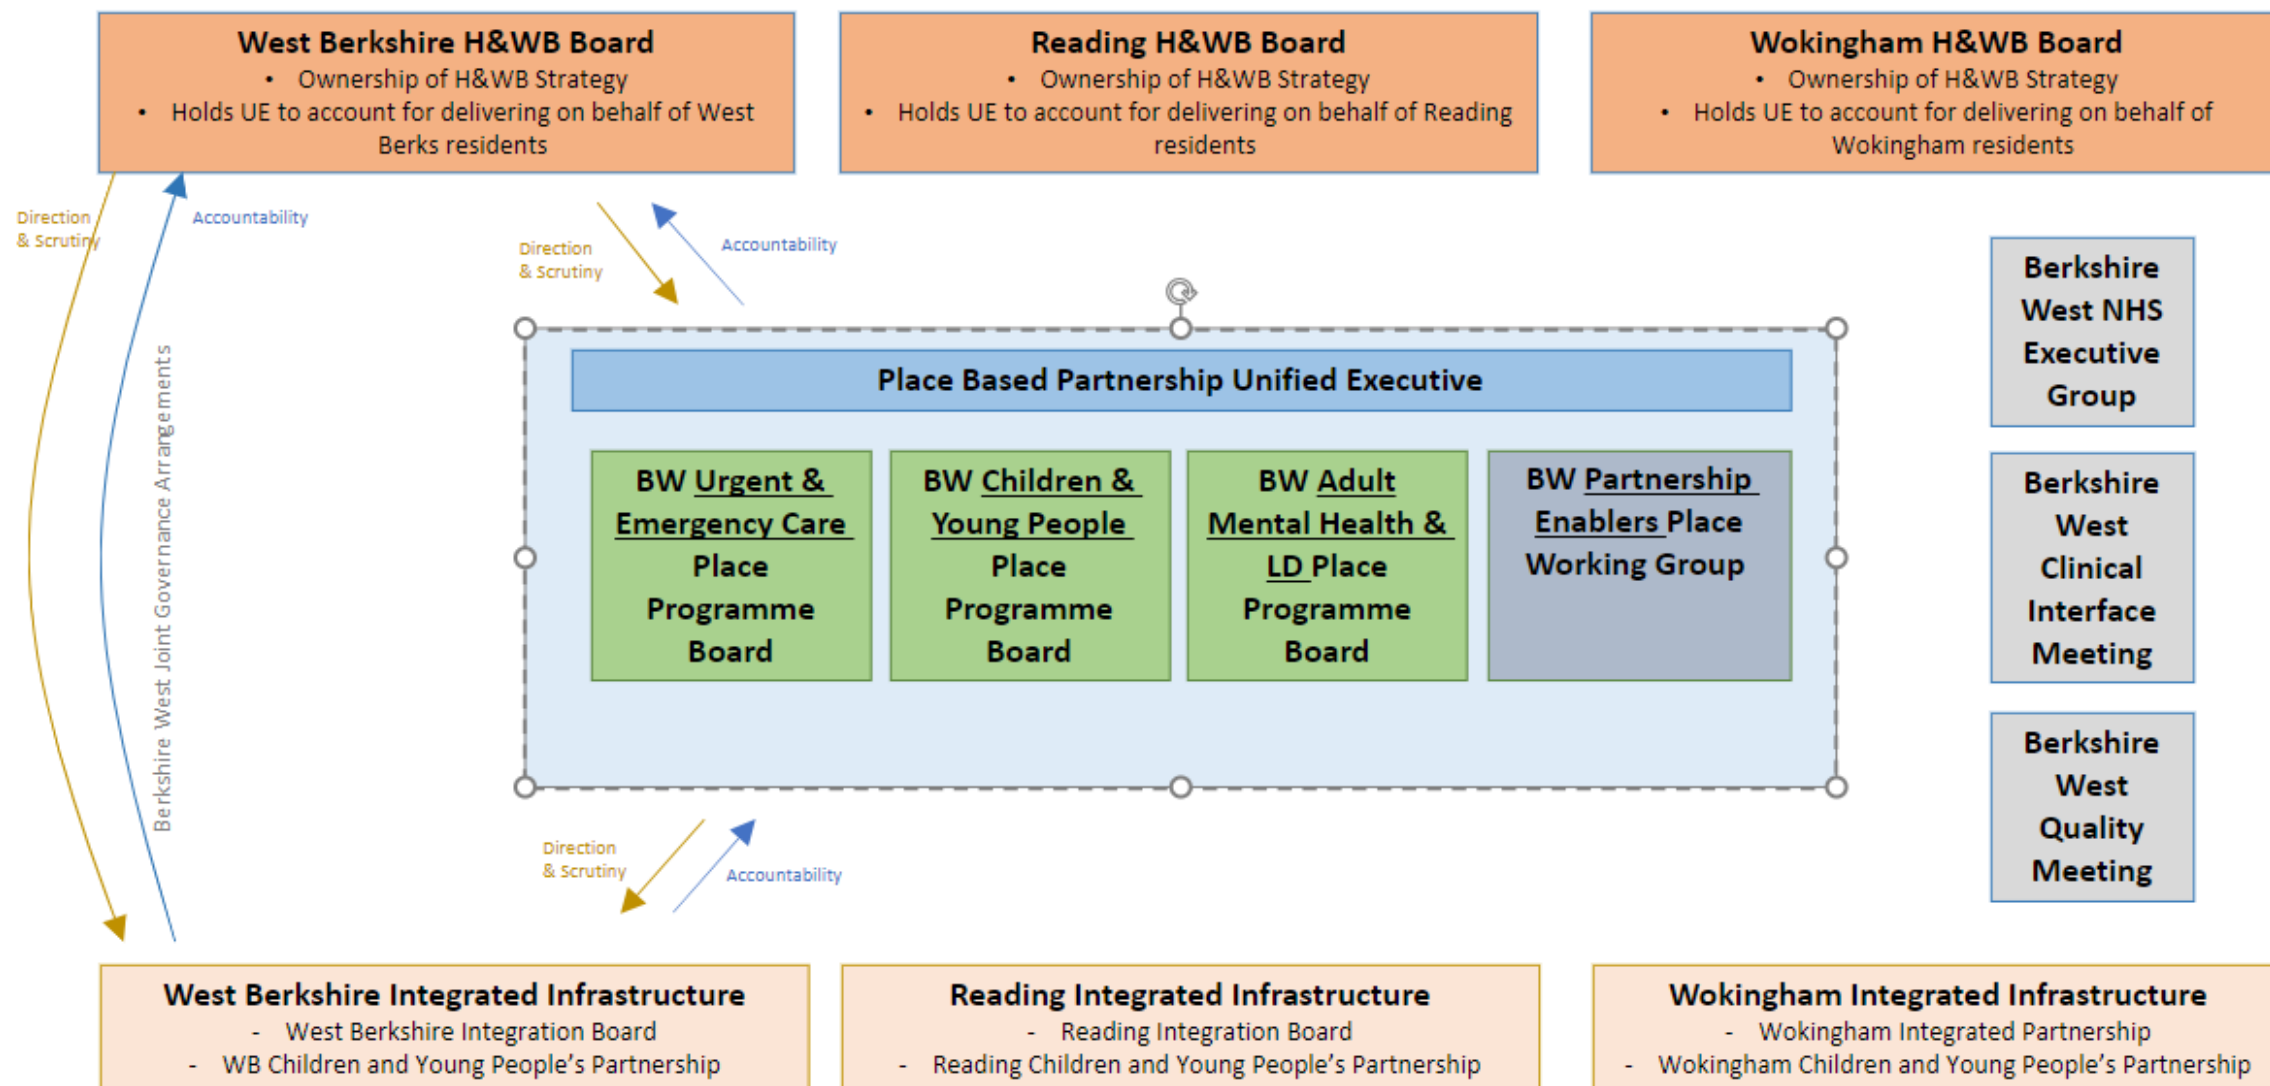 West Berkshire H&WB Board
• Ownership of H&WB Strategy
• Holds UE to account for delivering on behalf of West
Berks residents
Reading H&WB Board
• Ownership of H&WB Strategy
• Holds UE to account for delivering on behalf of Reading
residents
Wokingham H&WB Board
• Ownership of H&WB Strategy
• Holds UE to account for delivering on behalf of
Wokingham residents
Direction
& Scrutiny
Accountability
Direction
& Scrutiny
Accountability
Berkshire West Joint Governance Arrangements
Place Based Partnership Unified Executive
BW Urgent &
Emergency Care
Place
Programme
Board
BW Children &
Young People
Place
Programme
Board
BW Adult
Mental Health &
LD Place
Programme
Board
BW Partnership
Enablers Place
Working Group
Berkshire
West NHS
Executive
Group
Berkshire
West
Clinical
Interface
Meeting
Berkshire
West
Quality
Meeting
Direction
& Scrutiny
Accountability
West Berkshire Integrated Infrastructure
- West Berkshire Integration Board
- WB Children and Young People's Partnership
Reading Integrated Infrastructure
- Reading Integration Board
- Reading Children and Young People's Partnership
Wokingham Integrated Infrastructure
- Wokingham Integrated Partnership
- Wokingham Children and Young People's Partnership